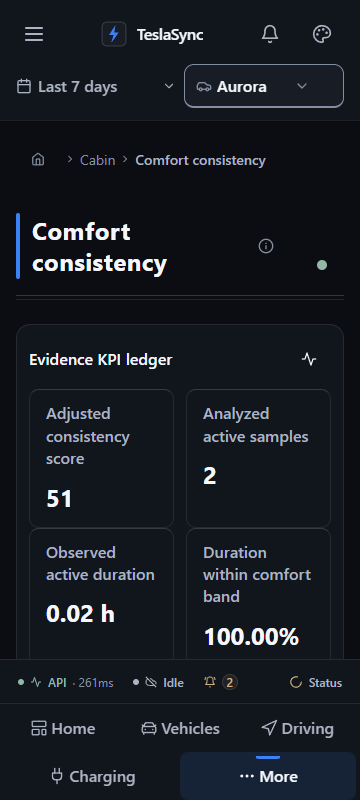 TeslaSync
Last 7 days
Aurora
Cabin
Comfort consistency
Comfort
consistency
Evidence KPI ledger
Adjusted
consistency
score
51
Analyzed
active samples
2
Observed
active duration
0.02 h
Duration
within comfort
band
100.00%
API · 261ms
Idle
2
Status
Home
Vehicles
Driving
Charging
More